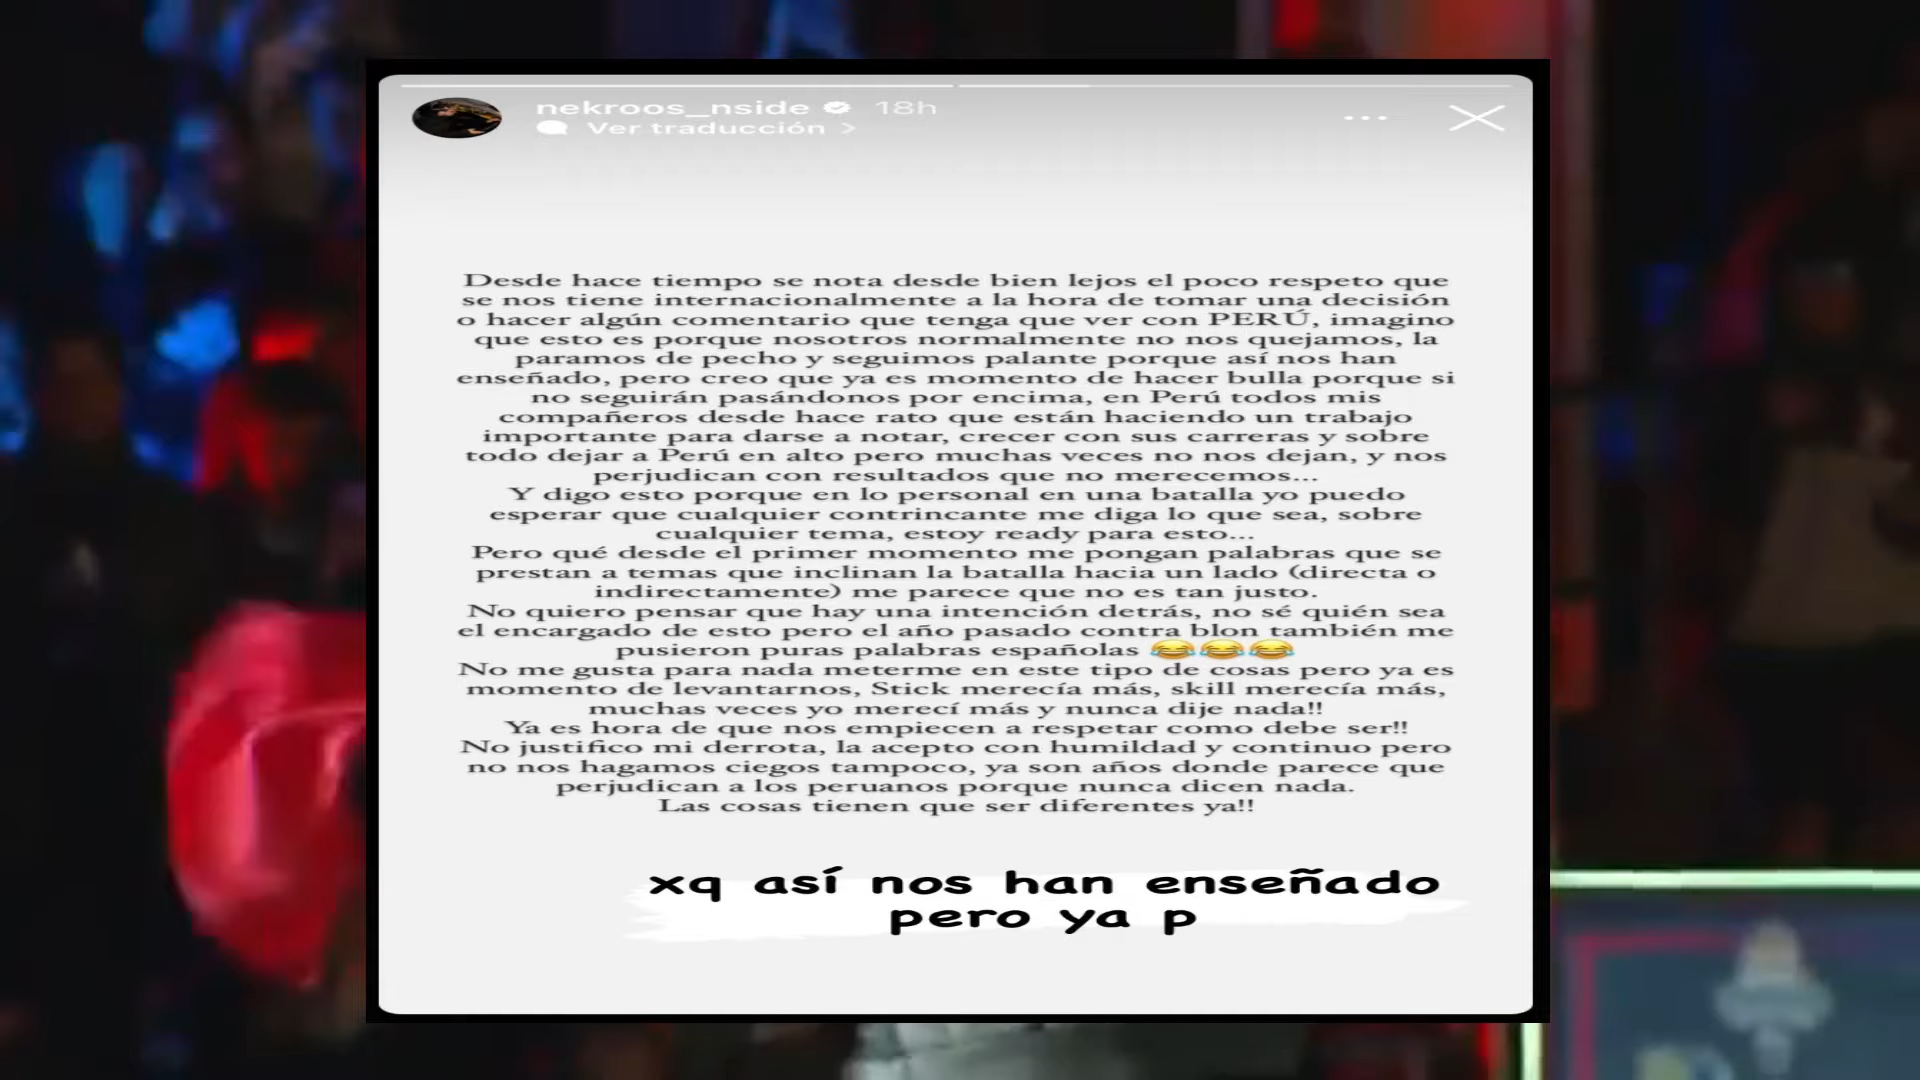 nekroos_nside 18h
Ver traducción >
Desde hace tiempo se nota desde bien lejos el poco respeto que
se nos tiene internacionalmente a la hora de tomar una decisión
o hacer algún comentario que tenga que ver con PERÚ, imagino
que esto es porque nosotros normalmente no nos quejamos, la
paramos de pecho y seguimos palante porque así nos han
enseñado, pero creo que ya es momento de hacer bulla porque si
no seguirán pasándonos por encima, en Perú todos mis
compañeros desde hace rato que están haciendo un trabajo
importante para darse a notar, crecer con sus carreras y sobre
todo dejar a Perú en alto pero muchas veces no nos dejan, y nos
perjudican con resultados que no merecemos...
Y digo esto porque en lo personal en una batalla yo puedo
esperar que cualquier contrincante me diga lo que sea, sobre
cualquier tema, estoy ready para esto...
Pero qué desde el primer momento me pongan palabras que se
prestan a temas que inclinan la batalla hacia un lado (directa o
indirectamente) me parece que no es tan justo.
No quiero pensar que hay una intención detrás, no sé quién sea
el encargado de esto pero el año pasado contra blon también me
pusieron puras palabras españolas 😂😂😂
No me gusta para nada meterme en este tipo de cosas pero ya es
momento de levantarnos, Stick merecía más, skill merecía más,
muchas veces yo merecí más y nunca dije nada!!
Ya es hora de que nos empiecen a respetar como debe ser!!
No justifico mi derrota, la acepto con humildad y continuo pero
no nos hagamos ciegos tampoco, ya son años donde parece que
perjudican a los peruanos porque nunca dicen nada.
Las cosas tienen que ser diferentes ya!!
xq así nos han enseñado
pero ya p